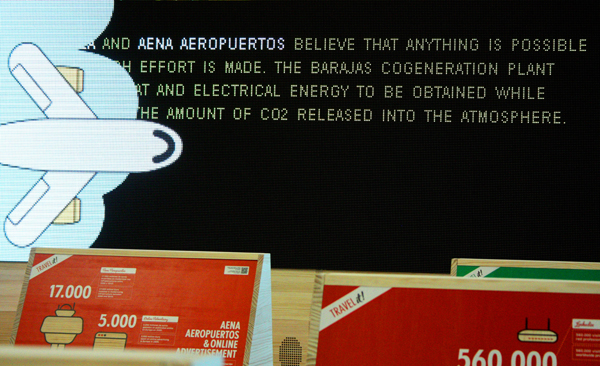 AND AENA AEROPUERTOS BELIEVE THAT ANYTHING IS POSSIBLE
EFFORT IS MADE. THE BARAJAS COGENERATION PLANT
AND ELECTRICAL ENERGY TO BE OBTAINED WHILE
THE AMOUNT OF CO2 RELEASED INTO THE ATMOSPHERE.
TRAVEL it!
17.000
5.000
AENA
AEROPUERTOS
& ONLINE
ADVERTISEMENT
TRAVEL it!
560.000